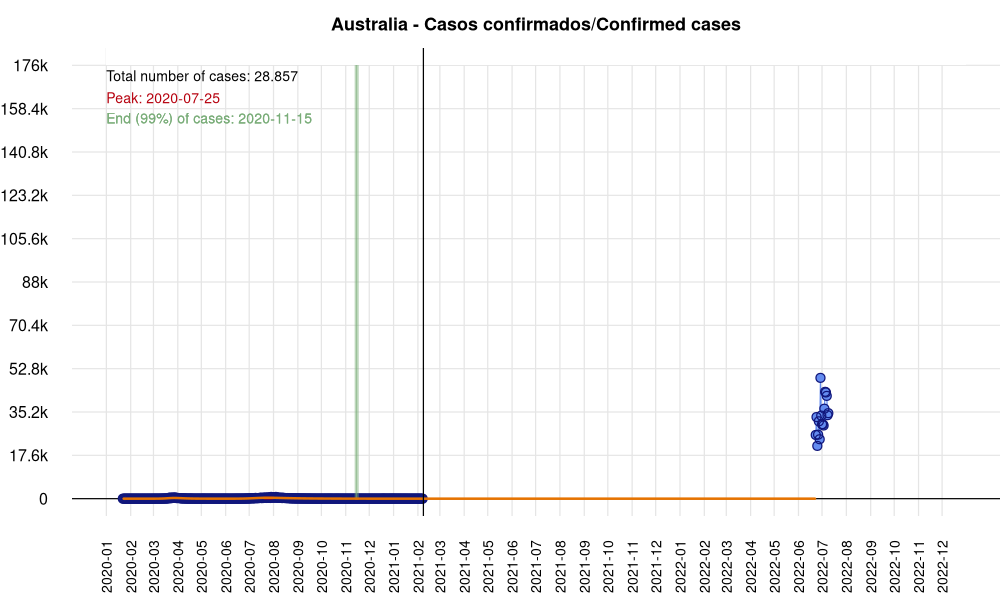 Australia - Casos confirmados/Confirmed cases
Total number of cases: 28.857
Peak: 2020-07-25
End (99%) of cases: 2020-11-15
176k
158.4k
140.8k
123.2k
105.6k
88k
70.4k
52.8k
35.2k
17.6k
0
2020-01
2020-02
2020-03
2020-04
2020-05
2020-06
2020-07
2020-08
2020-09
2020-10
2020-11
2020-12
2021-01
2021-02
2021-03
2021-04
2021-05
2021-06
2021-07
2021-08
2021-09
2021-10
2021-11
2021-12
2022-01
2022-02
2022-03
2022-04
2022-05
2022-06
2022-07
2022-08
2022-09
2022-10
2022-11
2022-12